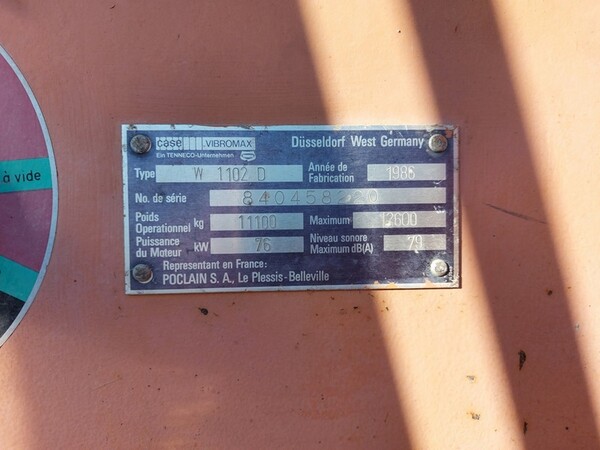 à vide
case VIBROMAX Düsseldorf West Germany
Ein TENNECO-Unternehmen
Type W 1102 D Année de Fabrication 1986
No. de série
Poids Opérationnel kg 11100 Maximum 12600
Puissance du Moteur kW 76 Niveau sonore Maximum dB(A) 79
Representant en France:
POCLAIN S. A., Le Plessis-Belleville